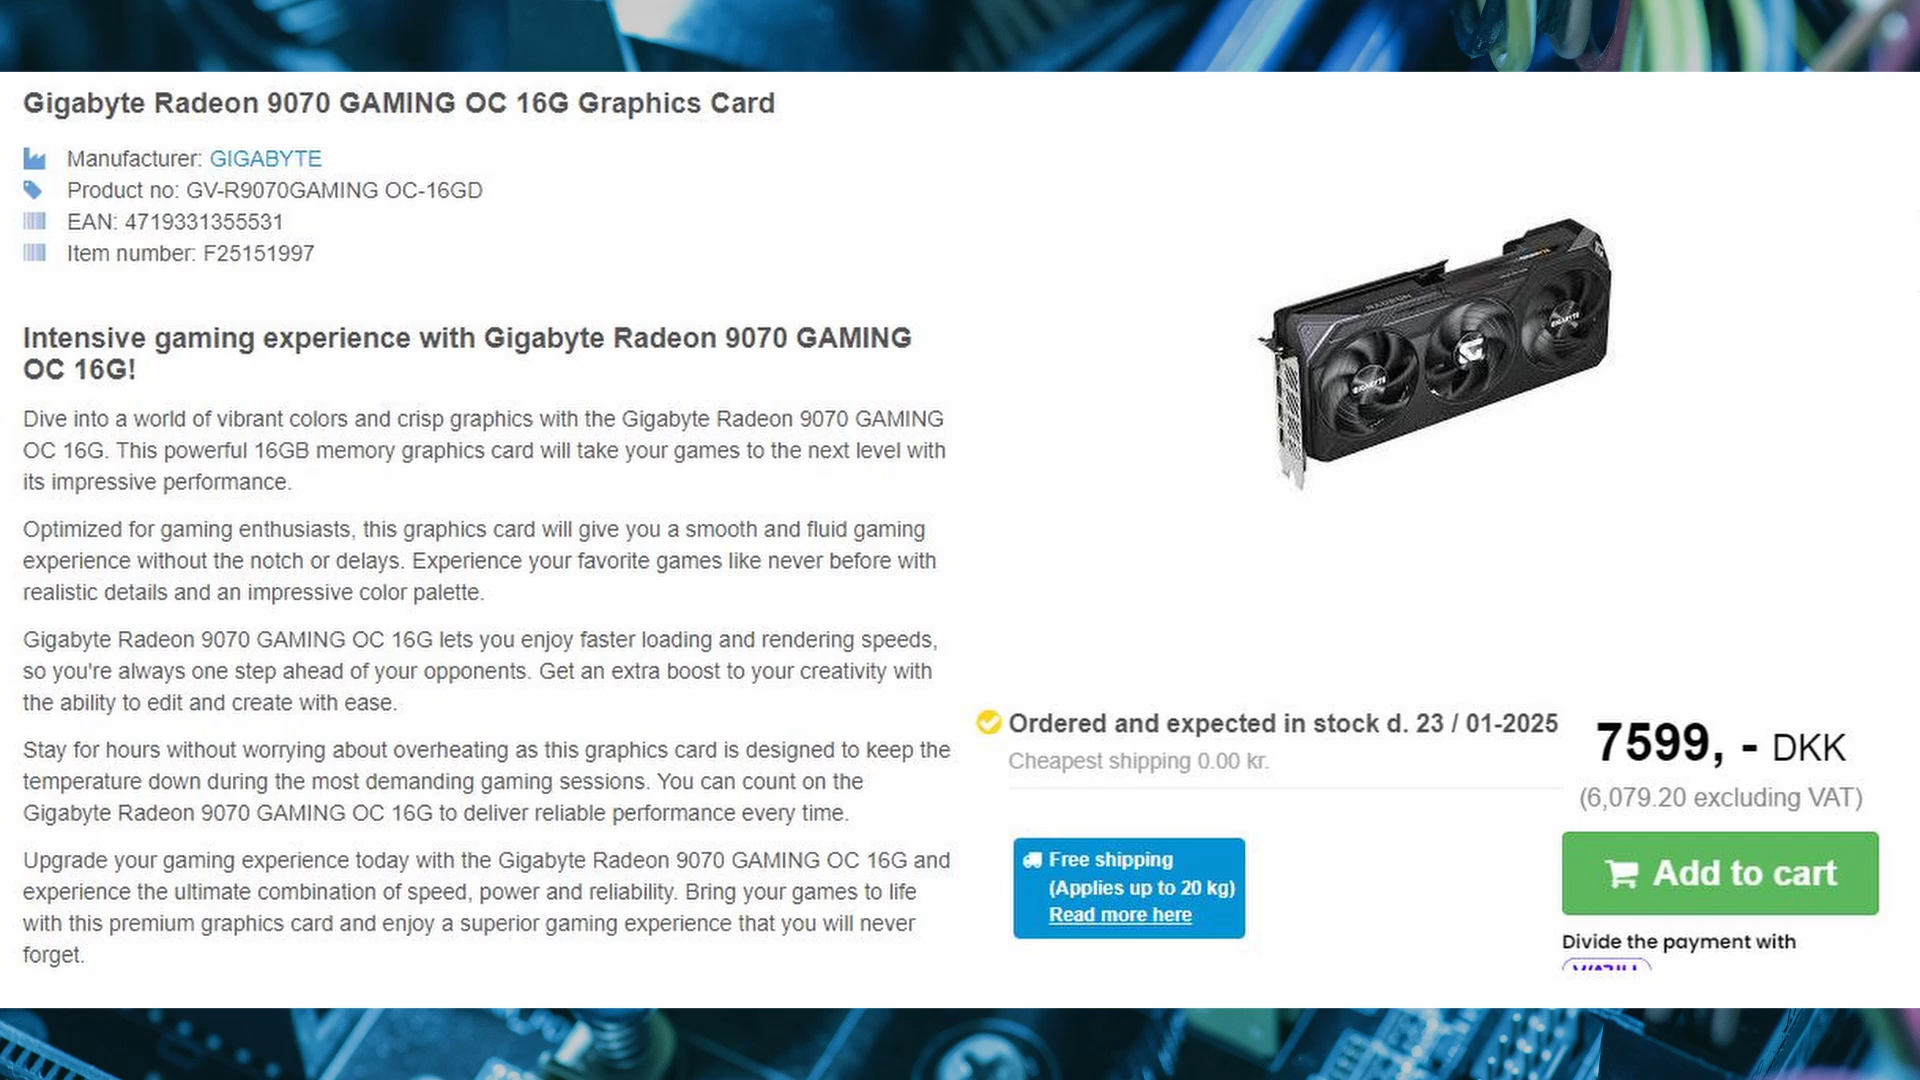 Gigabyte Radeon 9070 GAMING OC 16G Graphics Card
Manufacturer: GIGABYTE
Product no: GV-R9070GAMING OC-16GD
EAN: 4719331355531
Item number: F25151997
Intensive gaming experience with Gigabyte Radeon 9070 GAMING
OC 16G!
Dive into a world of vibrant colors and crisp graphics with the Gigabyte Radeon 9070 GAMING
OC 16G. This powerful 16GB memory graphics card will take your games to the next level with
its impressive performance.
Optimized for gaming enthusiasts, this graphics card will give you a smooth and fluid gaming
experience without the notch or delays. Experience your favorite games like never before with
realistic details and an impressive color palette.
Gigabyte Radeon 9070 GAMING OC 16G lets you enjoy faster loading and rendering speeds,
so you're always one step ahead of your opponents. Get an extra boost to your creativity with
the ability to edit and create with ease.
Stay for hours without worrying about overheating as this graphics card is designed to keep the
temperature down during the most demanding gaming sessions. You can count on the
Gigabyte Radeon 9070 GAMING OC 16G to deliver reliable performance every time.
Upgrade your gaming experience today with the Gigabyte Radeon 9070 GAMING OC 16G and
experience the ultimate combination of speed, power and reliability. Bring your games to life
with this premium graphics card and enjoy a superior gaming experience that you will never
forget.
RADEON
GIGABYTE
GIGABYTE
Ordered and expected in stock d. 23 / 01-2025
Cheapest shipping 0.00 kr.
7599, - DKK
(6,079.20 excluding VAT)
Free shipping
(Applies up to 20 kg)
Read more here
Add to cart
Divide the payment with